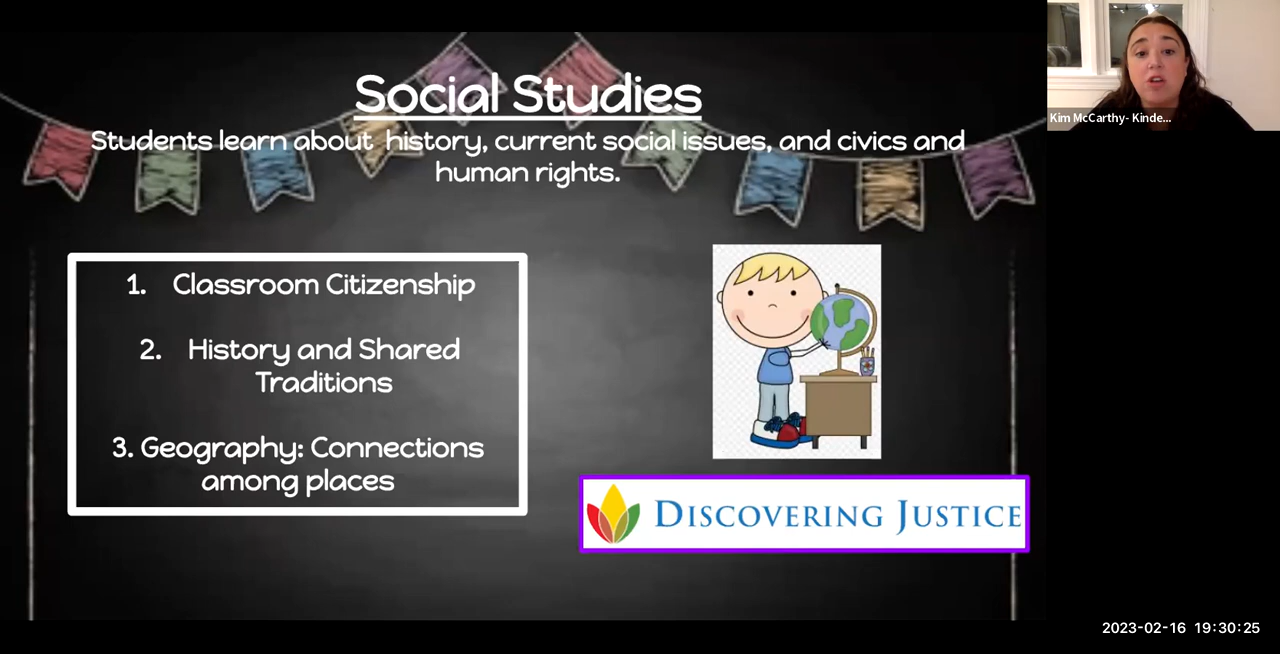 Social Studies
Students learn about history, current social issues, and civics and
human rights.
1. Classroom Citizenship
2. History and Shared
Traditions
3. Geography: Connections
among places
DISCOVERING JUSTICE
Kim McCarthy- Kinde...
2023-02-16 19:30:25